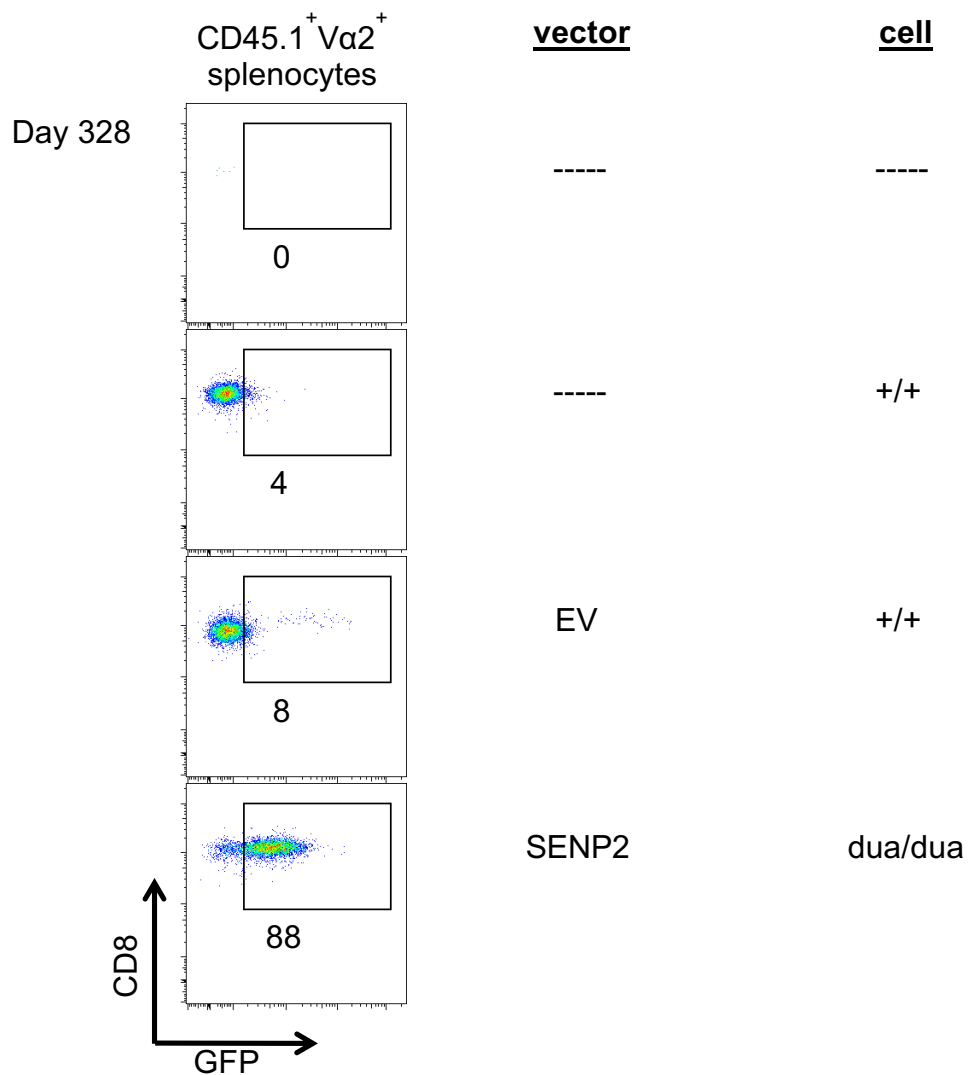 CD45.1+Vα2+
splenocytes
vector
cell
Day 328
0
-----
-----
4
-----
+/+
8
EV
+/+
88
SENP2
dua/dua
CD8
GFP